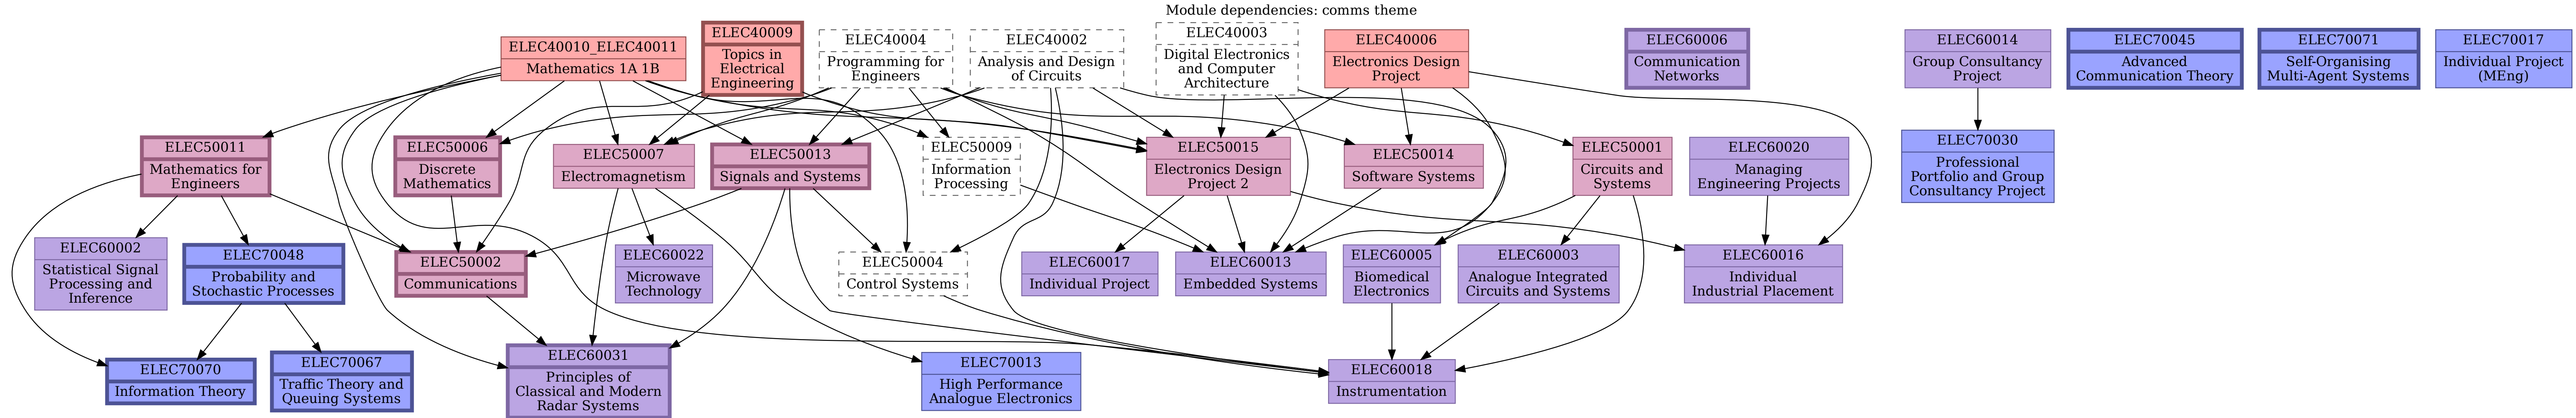 Module dependencies: comms theme
ELEC40010_ELEC40011
Mathematics 1A 1B
ELEC40009
Topics in
Electrical
Engineering
ELEC40004
Programming for
Engineers
ELEC40002
Analysis and Design
of Circuits
ELEC40003
Digital Electronics
and Computer
Architecture
ELEC40006
Electronics Design
Project
ELEC60006
Communication
Networks
ELEC60014
Group Consultancy
Project
ELEC70045
Advanced
Communication Theory
ELEC70071
Self-Organising
Multi-Agent Systems
ELEC70017
Individual Project
(MEng)
ELEC50011
Mathematics for
Engineers
ELEC50006
Discrete
Mathematics
ELEC50007
Electromagnetism
ELEC50013
Signals and Systems
ELEC50009
Information
Processing
ELEC50015
Electronics Design
Project 2
ELEC50014
Software Systems
ELEC50001
Circuits and
Systems
ELEC60020
Managing
Engineering Projects
ELEC70030
Professional
Portfolio and Group
Consultancy Project
ELEC60002
Statistical Signal
Processing and
Inference
ELEC70048
Probability and
Stochastic Processes
ELEC50002
Communications
ELEC60022
Microwave
Technology
ELEC50004
Control Systems
ELEC60017
Individual Project
ELEC60013
Embedded Systems
ELEC60005
Biomedical
Electronics
ELEC60003
Analogue Integrated
Circuits and Systems
ELEC60016
Individual
Industrial Placement
ELEC70070
Information Theory
ELEC70067
Traffic Theory and
Queuing Systems
ELEC60031
Principles of
Classical and Modern
Radar Systems
ELEC70013
High Performance
Analogue Electronics
ELEC60018
Instrumentation